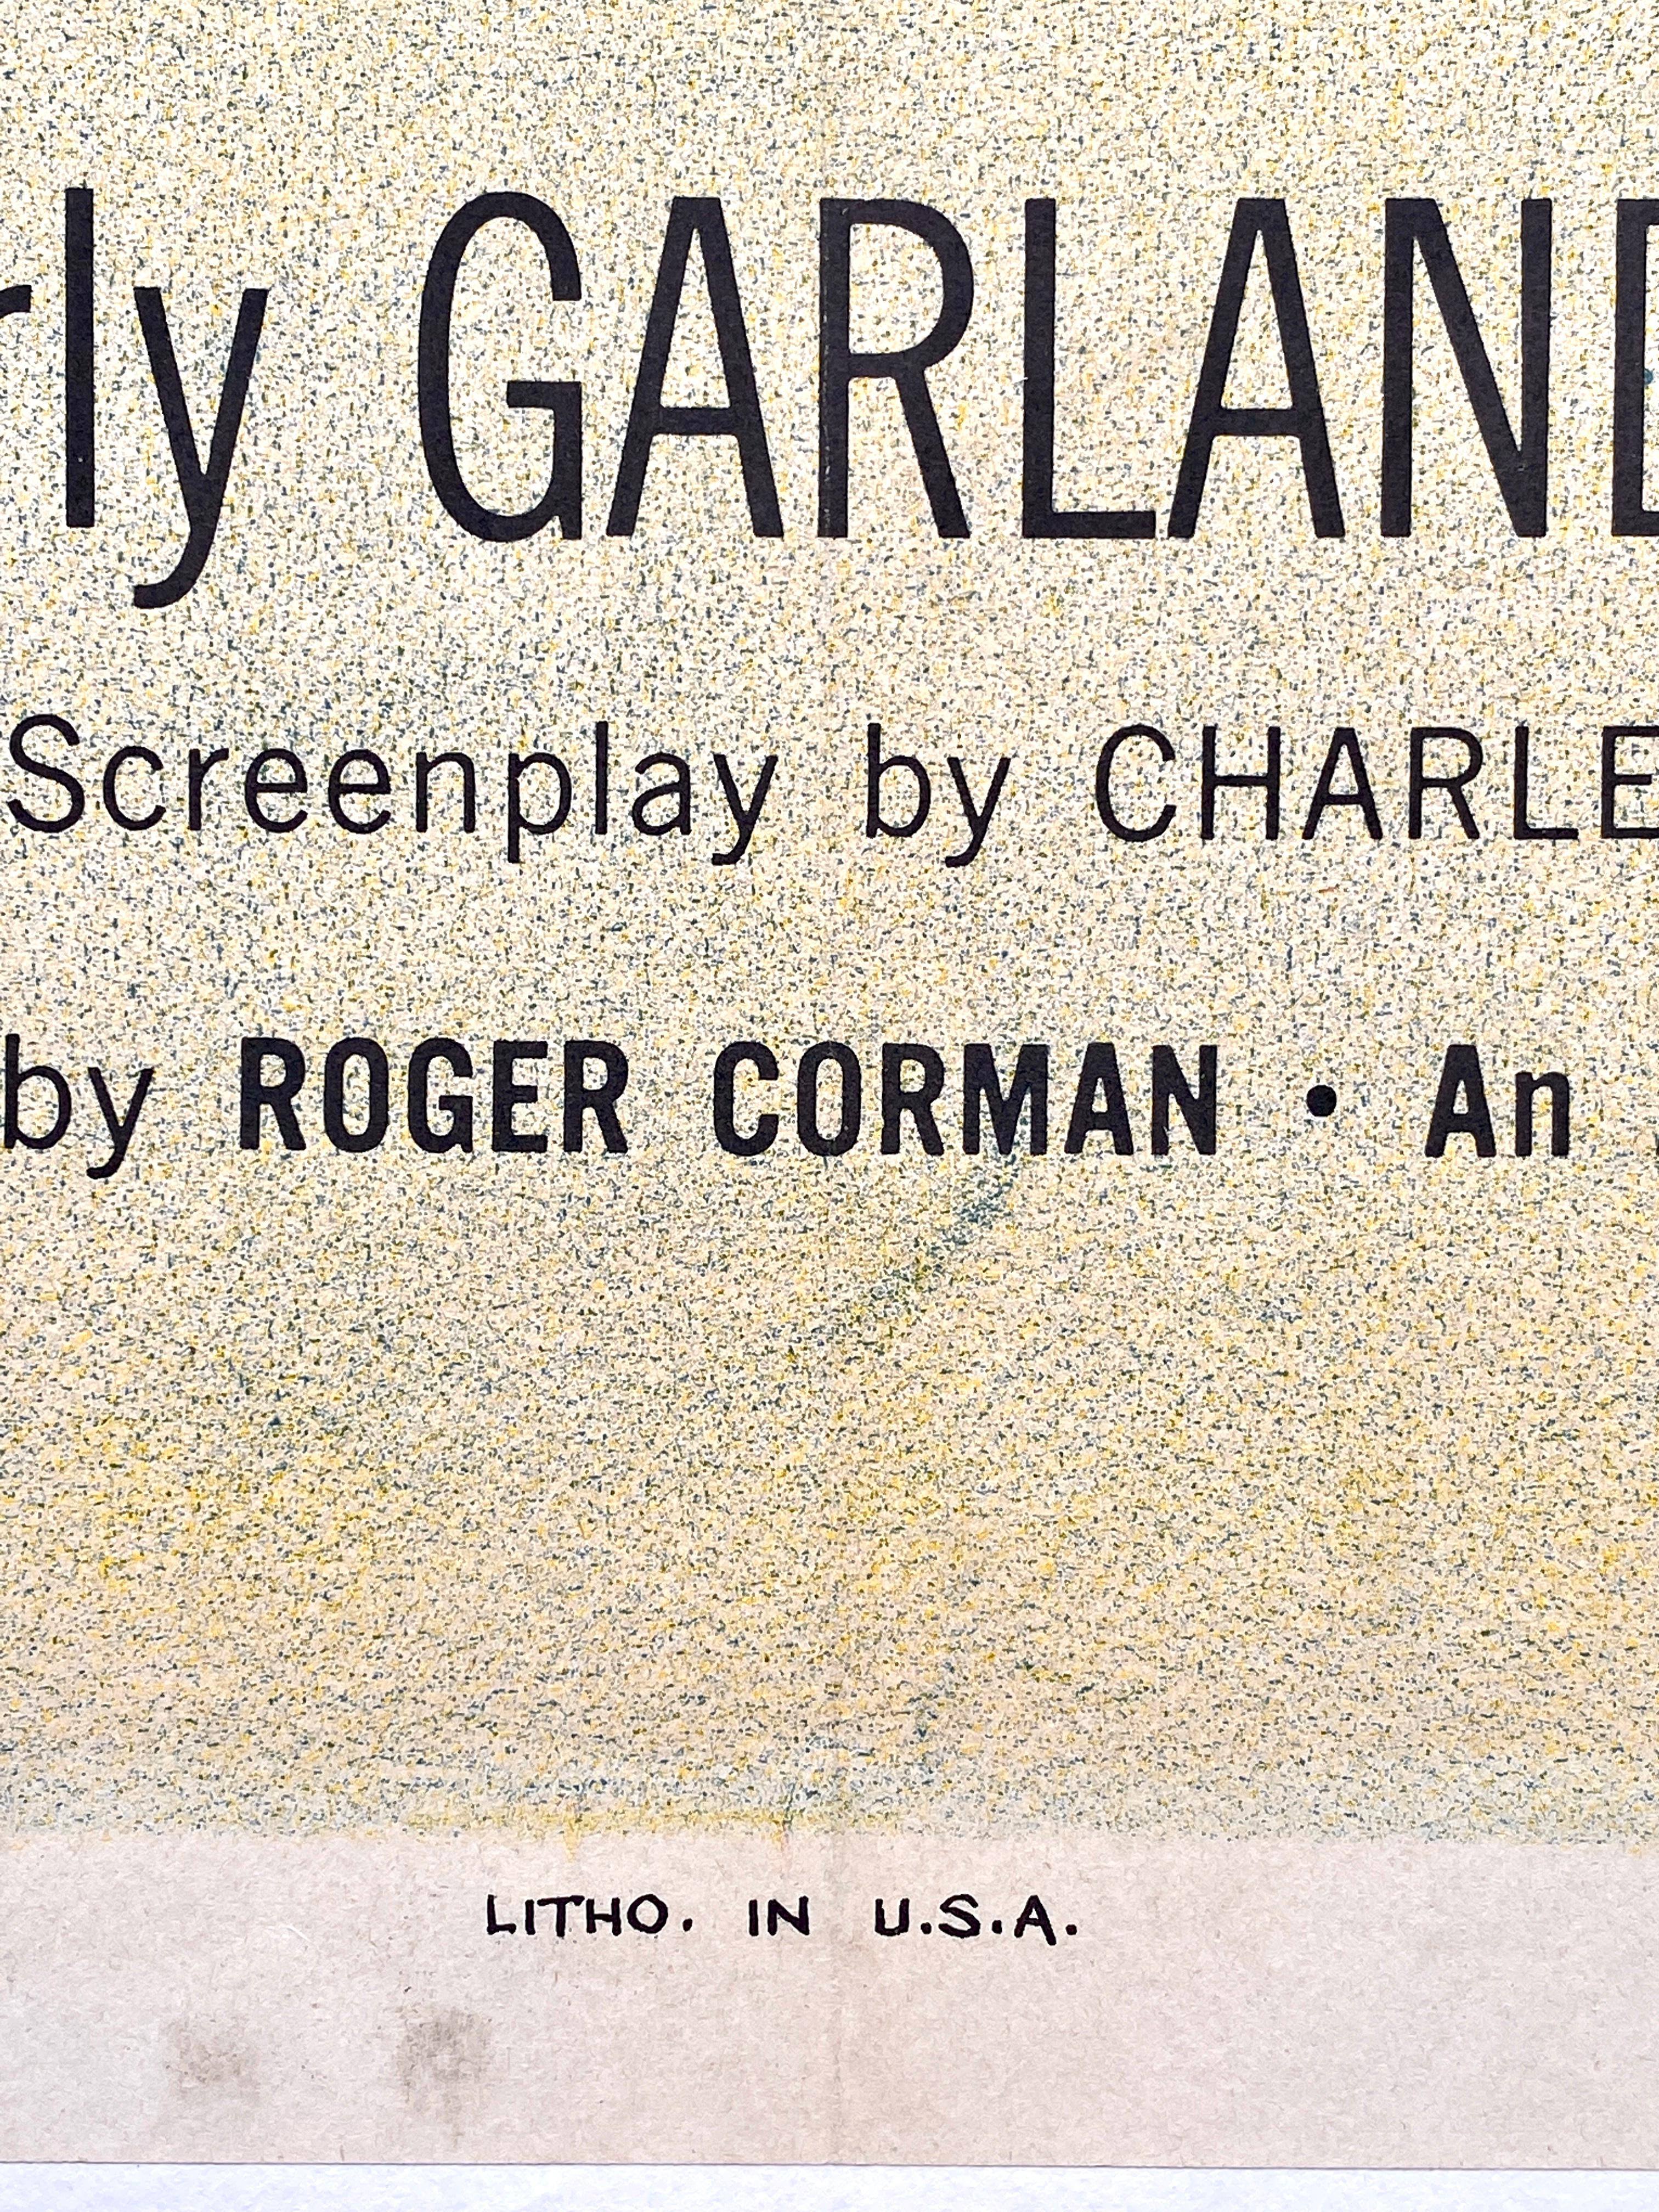 rly GARLAND
Screenplay by CHARLE
by ROGER CORMAN • An
LITHO. IN U.S.A.